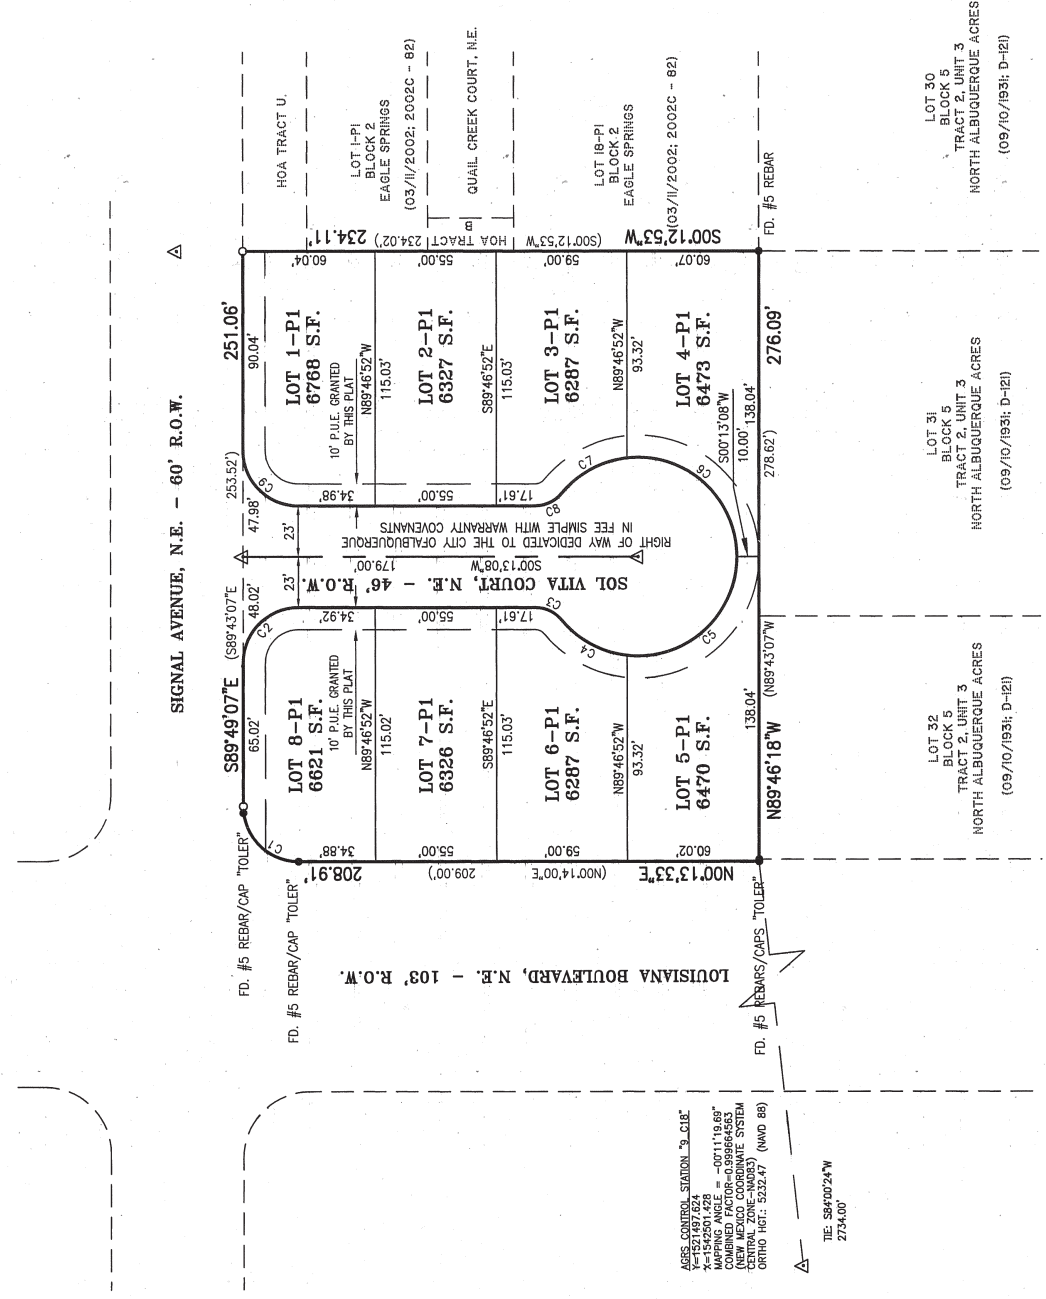 SIGNAL AVENUE, N.E. – 60' R.O.W.
S89°49'07"E
(S89°43'07"E
253.52')
251.06'
65.02'
48.02'
47.98'
90.04'
C1
C2
C9
23'
23'
HOA TRACT U.
LOT 1-P1
BLOCK 2
EAGLE SPRINGS
(03/11/2002; 2002C - 82)
QUAIL CREEK COURT, N.E.
HOA TRACT
B
LOT 18-P1
BLOCK 2
EAGLE SPRINGS
(03/11/2002; 2002C - 82)
FD. #5 REBAR
S00°12'53"W
234.11'
(S00°12'53"W
234.02')
60.04'
55.00'
59.00'
60.07'
LOT 1-P1
6768 S.F.
10' P.U.E. GRANTED
BY THIS PLAT
N89°46'52"W
115.03'
LOT 2-P1
6327 S.F.
S89°46'52"E
115.03'
LOT 3-P1
6287 S.F.
N89°46'52"W
93.32'
LOT 4-P1
6473 S.F.
S00°13'08"W
10.00'
34.98'
55.00'
17.61'
C8
C7
C6
RIGHT OF WAY DEDICATED TO THE CITY OFALBUQUERQUE
IN FEE SIMPLE WITH WARRANTY COVENANTS
S00°13'08"W
179.00'
SOL VITA COURT, N.E. – 46' R.O.W.
34.92'
55.00'
17.61'
C3
C4
C5
LOT 8-P1
6621 S.F.
10' P.U.E. GRANTED
BY THIS PLAT
N89°46'52"W
115.02'
LOT 7-P1
6326 S.F.
S89°46'52"E
115.03'
LOT 6-P1
6287 S.F.
N89°46'52"W
93.32'
LOT 5-P1
6470 S.F.
34.88'
55.00'
59.00'
60.02'
N00°13'33"E
208.91'
(N00°14'00"E
209.00')
138.04'
138.04'
(N89°43'07"W
278.62')
N89°46'18"W
276.09'
FD. #5 REBAR/CAP "TOLER"
FD. #5 REBAR/CAP "TOLER"
FD. #5 REBARS/CAPS "TOLER"
LOUISIANA BOULEVARD, N.E. – 103' R.O.W.
LOT 32
BLOCK 5
TRACT 2, UNIT 3
NORTH ALBUQUERQUE ACRES
(09/10/1931; D-121)
LOT 31
BLOCK 5
TRACT 2, UNIT 3
NORTH ALBUQUERQUE ACRES
(09/10/1931; D-121)
LOT 30
BLOCK 5
TRACT 2, UNIT 3
NORTH ALBUQUERQUE ACRES
(09/10/1931; D-121)
AGRS CONTROL STATION "9_C18"
Y=1521497.624
X=1542501.428
MAPPING ANGLE = -00°11'19.69"
COMBINED FACTOR=0.999664563
(NEW MEXICO COORDINATE SYSTEM
CENTRAL ZONE-NAD83)
ORTHO HGT.: 5232.47 (NAVD 88)
TIE: S84°00'24"W
2734.00'